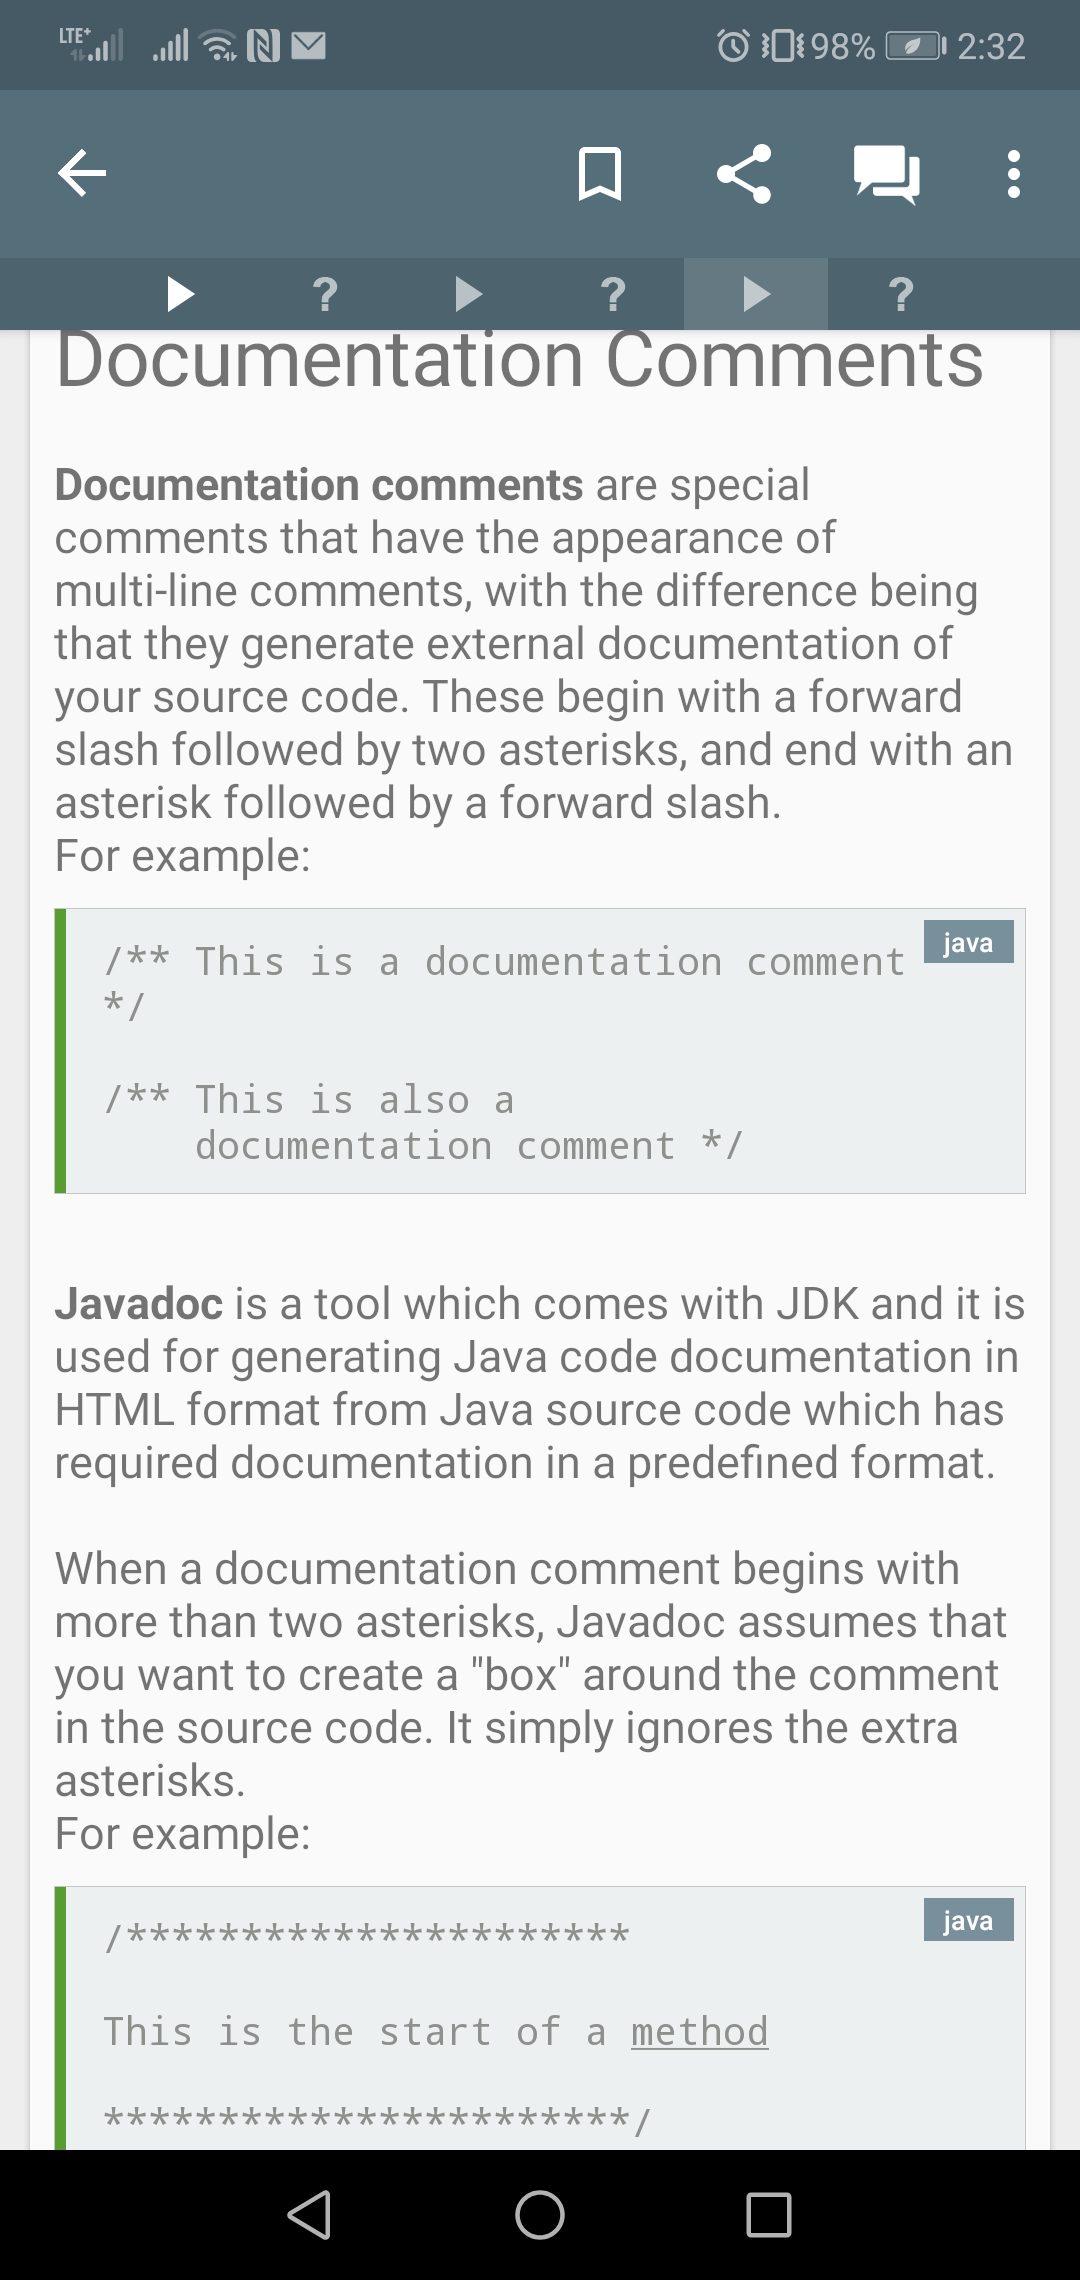 LTE+ 98% 2:32
? ? ?
Documentation Comments
Documentation comments are special
comments that have the appearance of
multi-line comments, with the difference being
that they generate external documentation of
your source code. These begin with a forward
slash followed by two asterisks, and end with an
asterisk followed by a forward slash.
For example:
java
/** This is a documentation comment
*/
/** This is also a
documentation comment */
Javadoc is a tool which comes with JDK and it is
used for generating Java code documentation in
HTML format from Java source code which has
required documentation in a predefined format.
When a documentation comment begins with
more than two asterisks, Javadoc assumes that
you want to create a "box" around the comment
in the source code. It simply ignores the extra
asterisks.
For example:
java
/**********************
This is the start of a method
***********************/